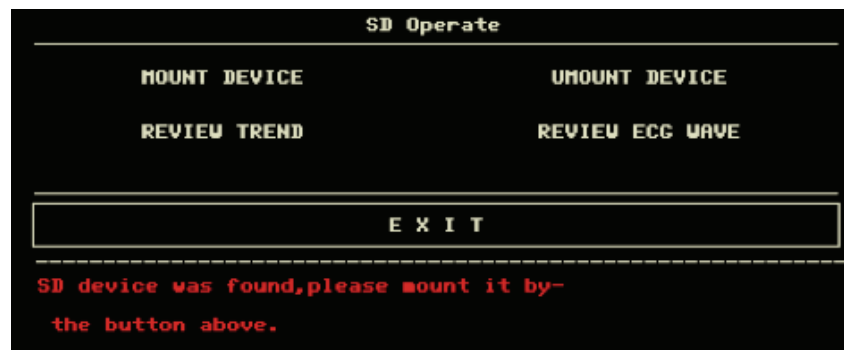 SD Operate
MOUNT DEVICE UMOUNT DEVICE
REVIEW TREND REVIEW ECG WAVE
E X I T
SD device was found,please mount it by-
the button above.